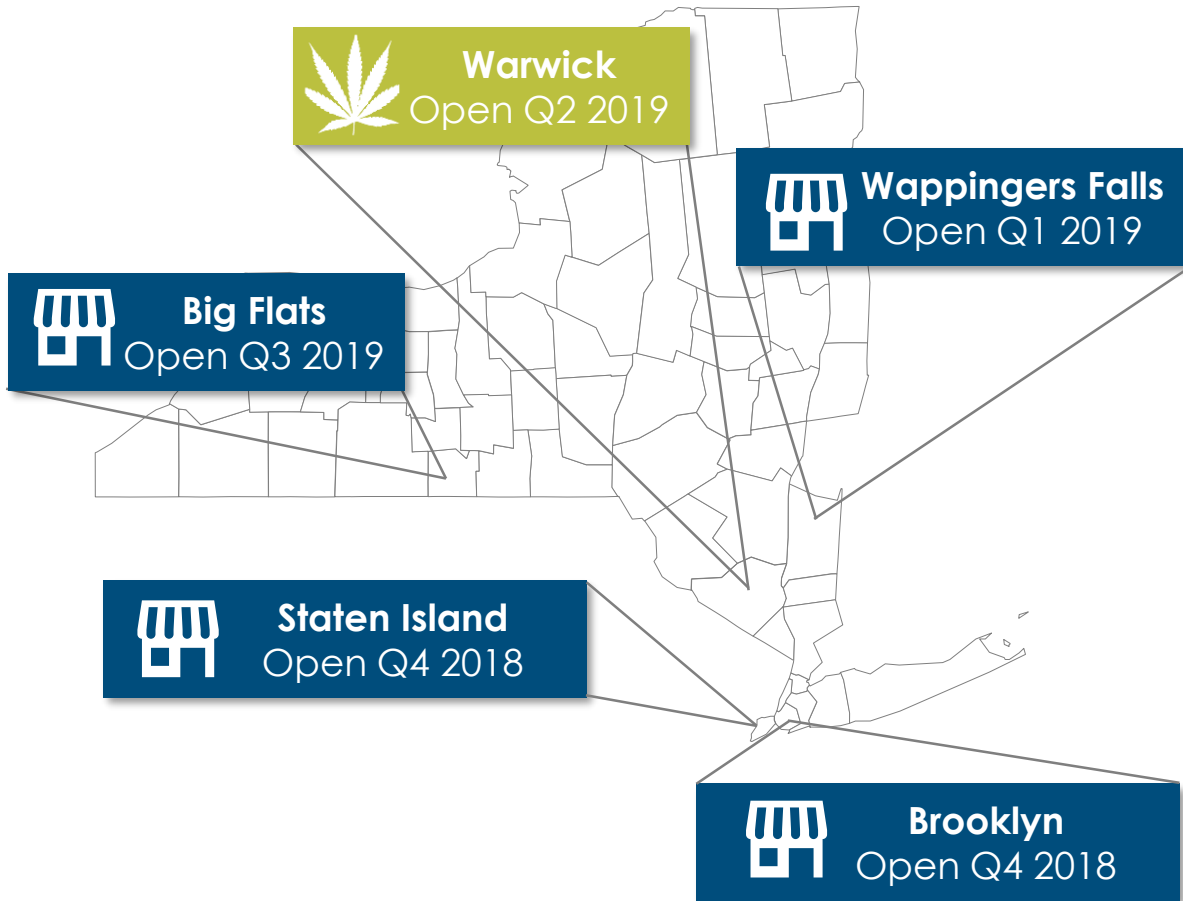 Warwick
Open Q2 2019
Wappingers Falls
Open Q1 2019
Big Flats
Open Q3 2019
Staten Island
Open Q4 2018
Brooklyn
Open Q4 2018